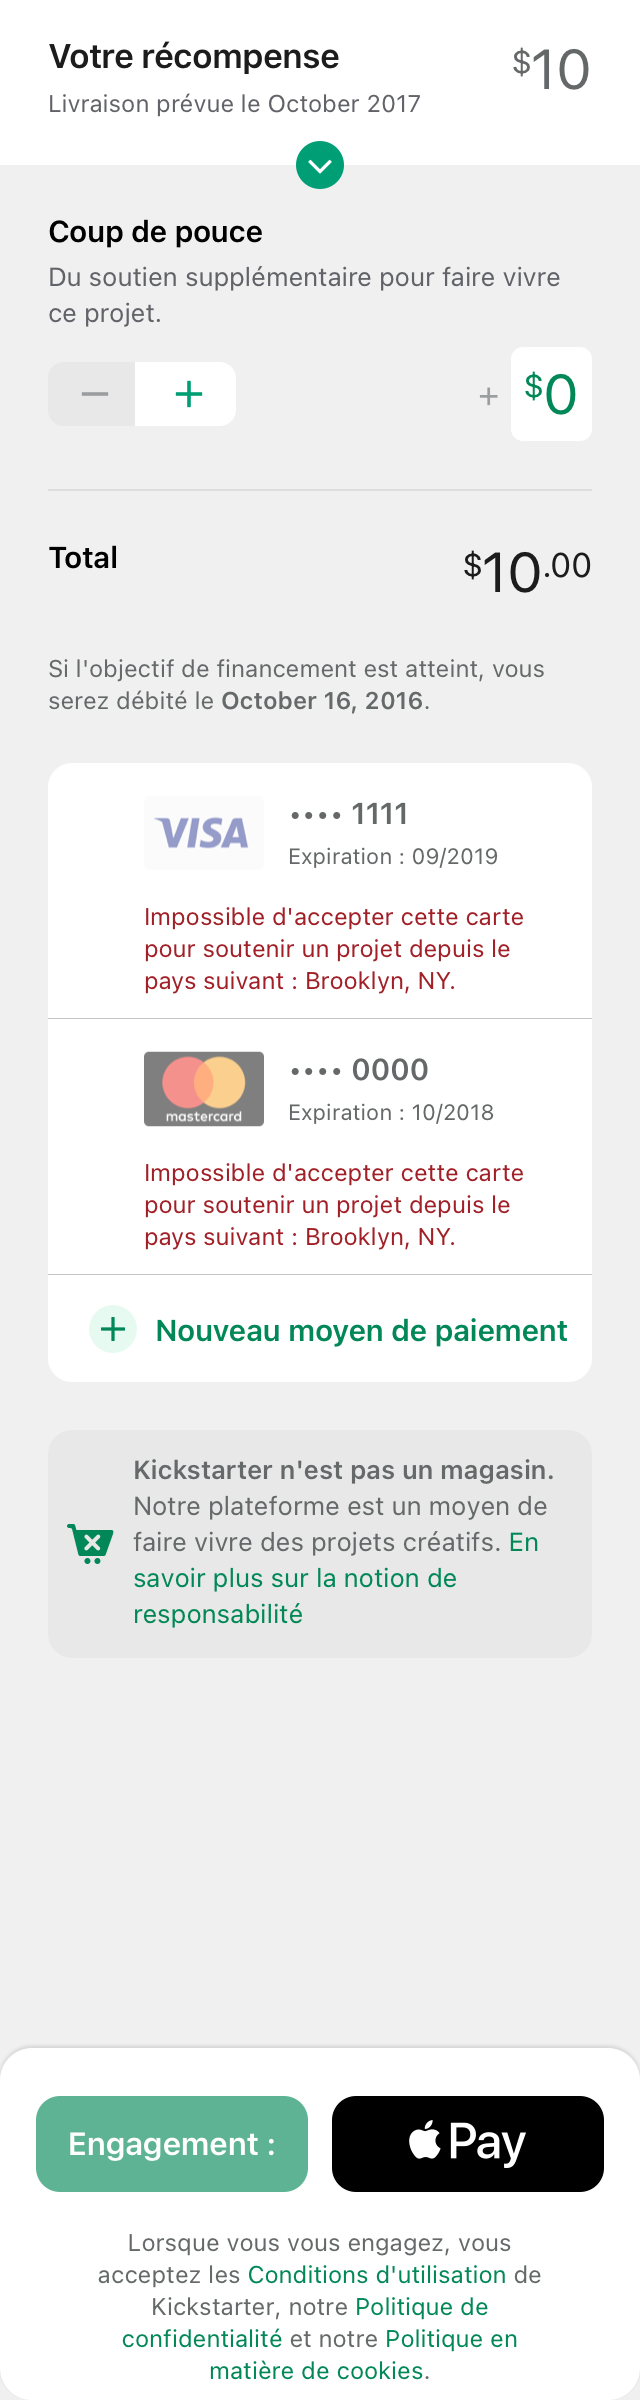 Votre récompense
$10
Livraison prévue le October 2017
Coup de pouce
Du soutien supplémentaire pour faire vivre
ce projet.
− +
+ $0
Total
$10.00
Si l'objectif de financement est atteint, vous
serez débité le October 16, 2016.
VISA
•••• 1111
Expiration : 09/2019
Impossible d'accepter cette carte
pour soutenir un projet depuis le
pays suivant : Brooklyn, NY.
mastercard
•••• 0000
Expiration : 10/2018
Impossible d'accepter cette carte
pour soutenir un projet depuis le
pays suivant : Brooklyn, NY.
+ Nouveau moyen de paiement
Kickstarter n'est pas un magasin.
Notre plateforme est un moyen de
faire vivre des projets créatifs. En
savoir plus sur la notion de
responsabilité
Engagement :
Pay
Lorsque vous vous engagez, vous
acceptez les Conditions d'utilisation de
Kickstarter, notre Politique de
confidentialité et notre Politique en
matière de cookies.